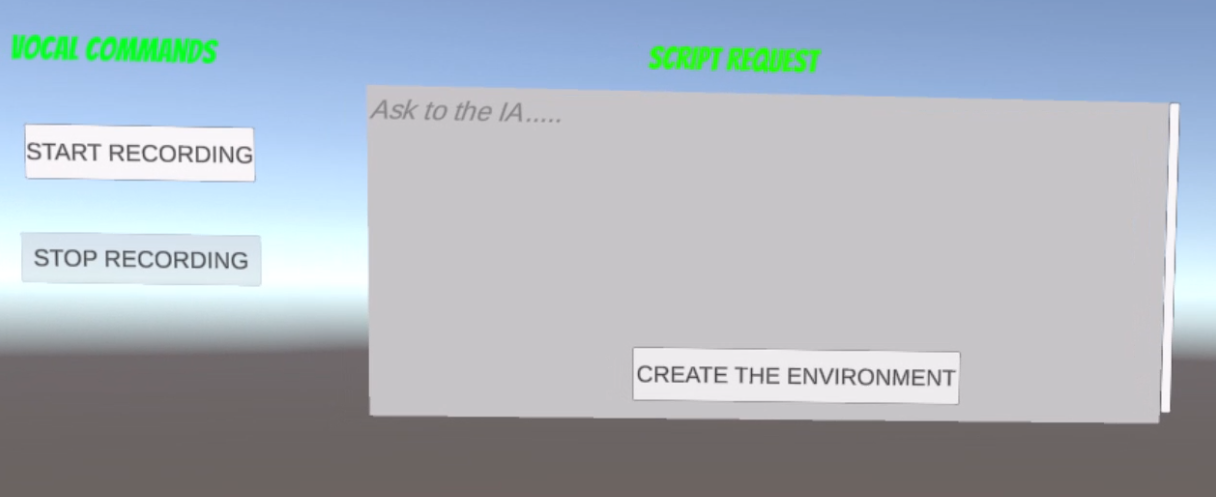 VOCAL COMMANDS
START RECORDING
STOP RECORDING
SCRIPT REQUEST
Ask to the IA.....
CREATE THE ENVIRONMENT